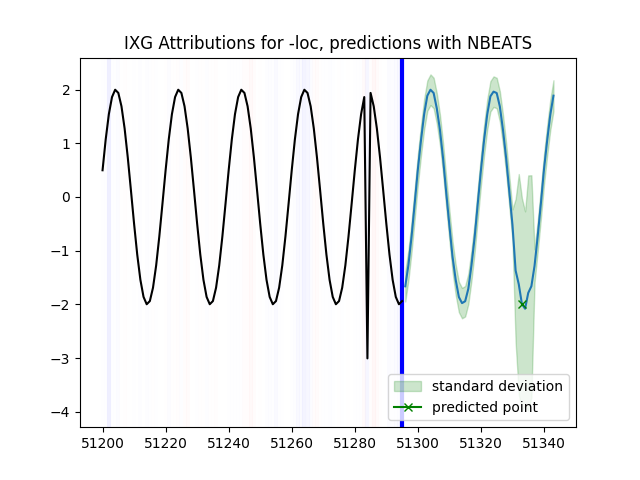 IXG Attributions for -loc, predictions with NBEATS
2
1
0
−1
−2
−3
−4
standard deviation
predicted point
51200 51220 51240 51260 51280 51300 51320 51340